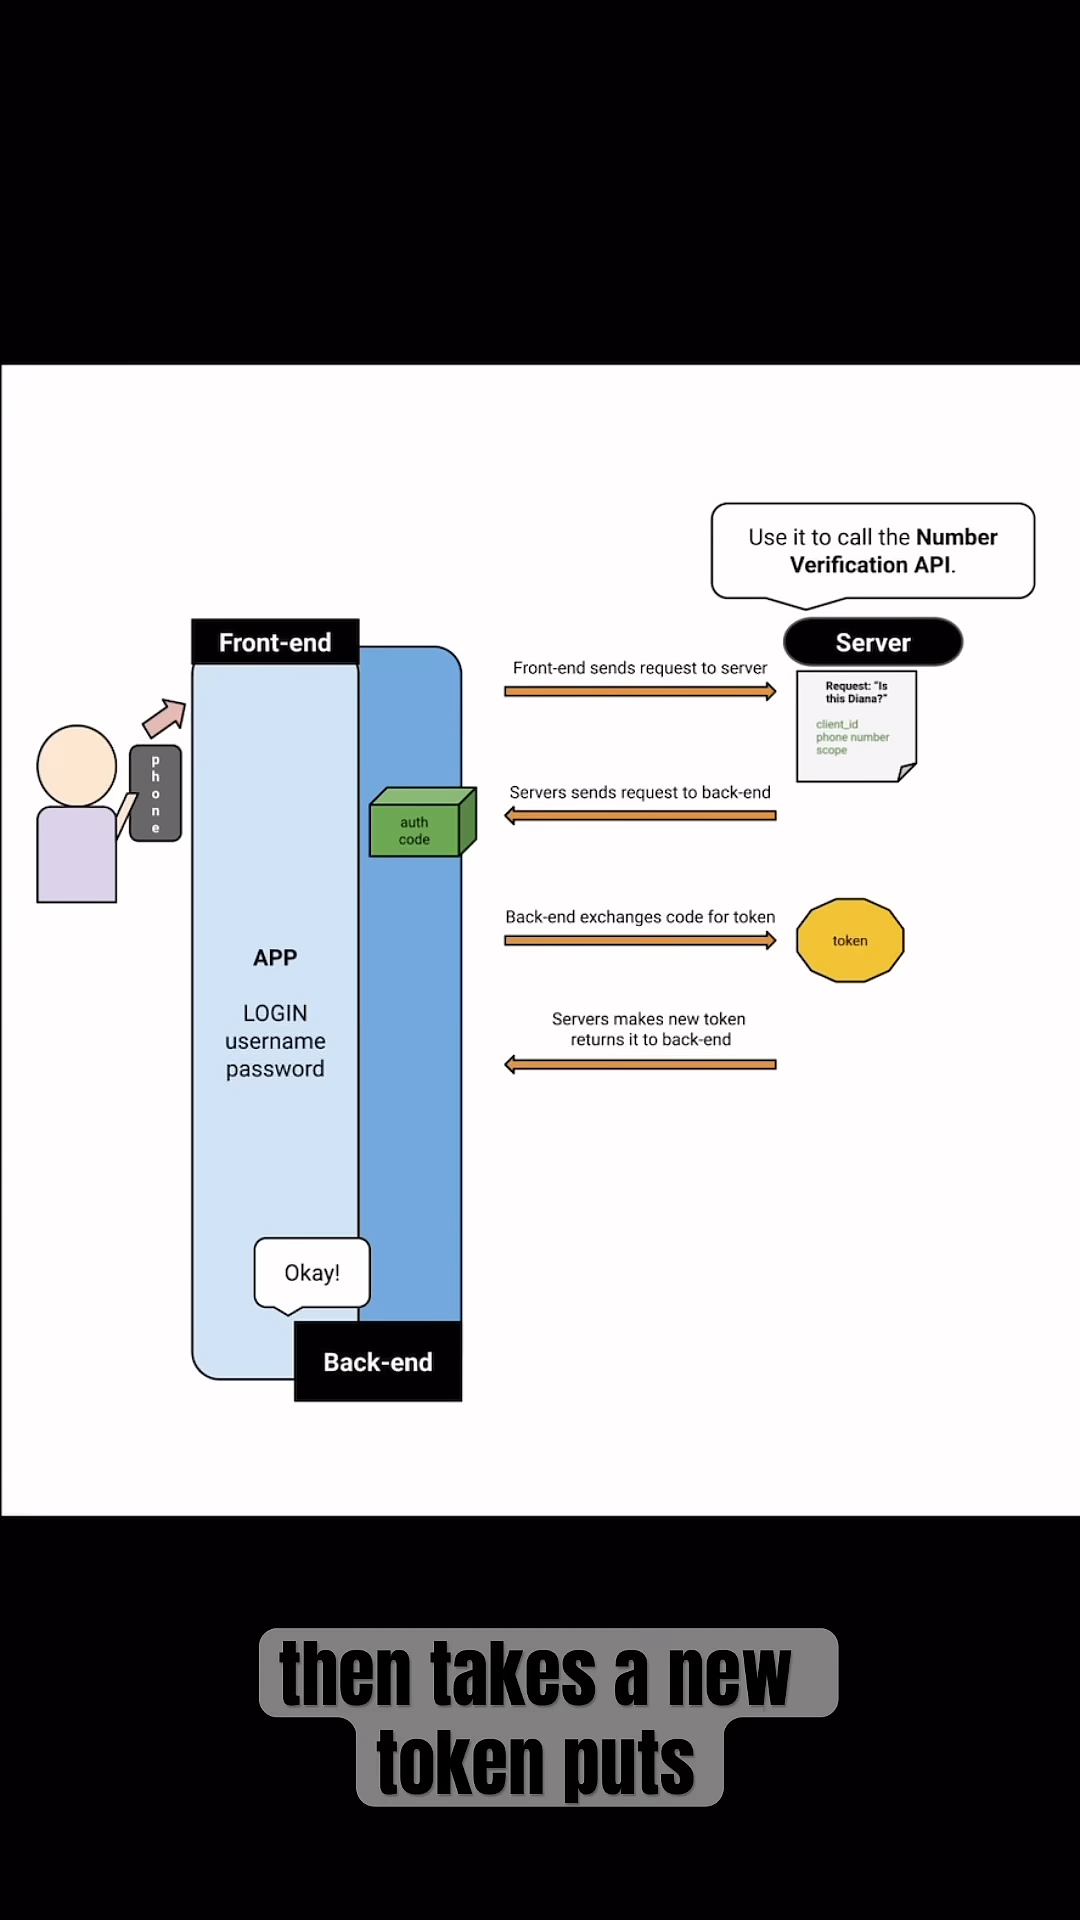 Use it to call the Number
Verification API.
Front-end
Server
Front-end sends request to server
Request: “Is
this Diana?”
client_id
phone number
scope
phone
Servers sends request to back-end
auth
code
Back-end exchanges code for token
token
APP
LOGIN
username
password
Servers makes new token
returns it to back-end
Okay!
Back-end
then takes a new
token puts